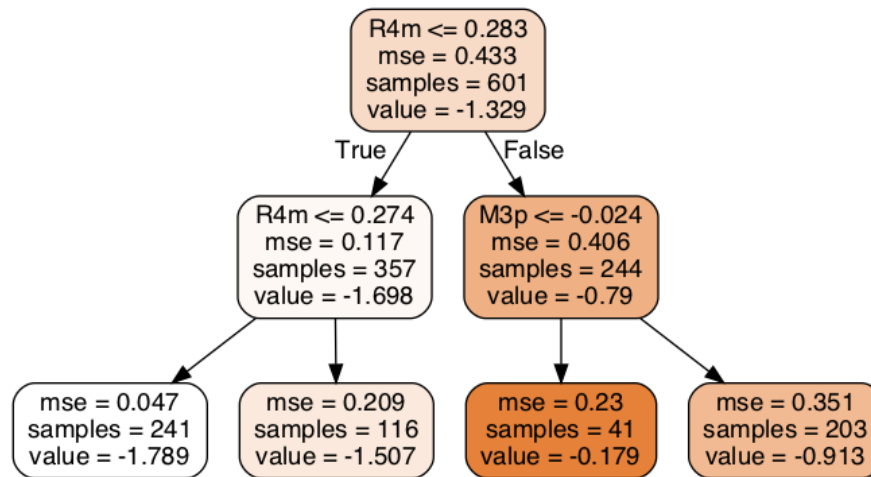 R4m <= 0.283
mse = 0.433
samples = 601
value = -1.329
True
False
R4m <= 0.274
mse = 0.117
samples = 357
value = -1.698
M3p <= -0.024
mse = 0.406
samples = 244
value = -0.79
mse = 0.047
samples = 241
value = -1.789
mse = 0.209
samples = 116
value = -1.507
mse = 0.23
samples = 41
value = -0.179
mse = 0.351
samples = 203
value = -0.913